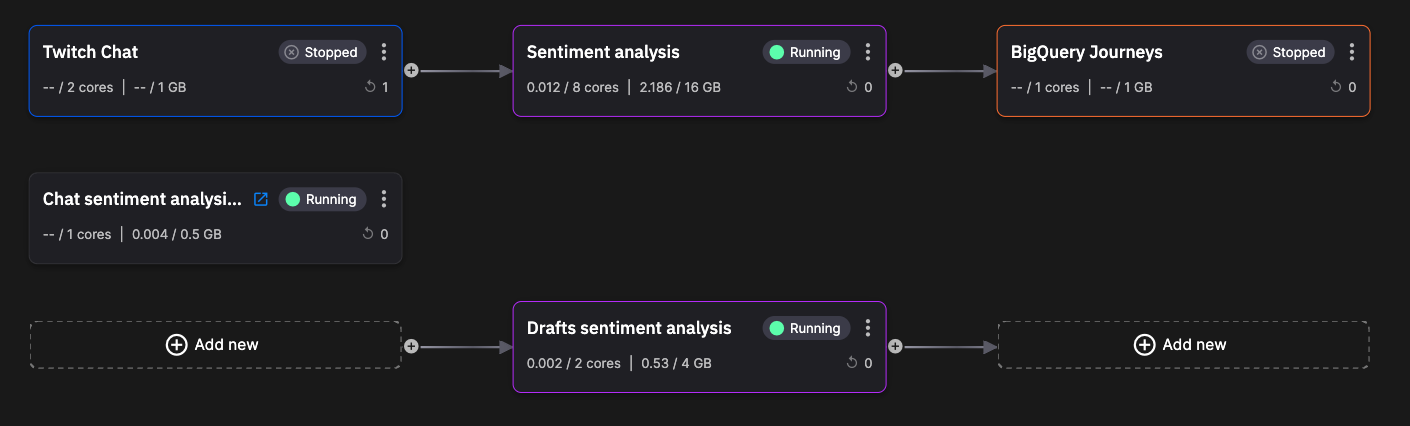 Twitch Chat Stopped
-- / 2 cores | -- / 1 GB 1
Sentiment analysis Running
0.012 / 8 cores | 2.186 / 16 GB 0
BigQuery Journeys Stopped
-- / 1 cores | -- / 1 GB 0
Chat sentiment analysi... Running
-- / 1 cores | 0.004 / 0.5 GB 0
Add new
Drafts sentiment analysis Running
0.002 / 2 cores | 0.53 / 4 GB 0
Add new